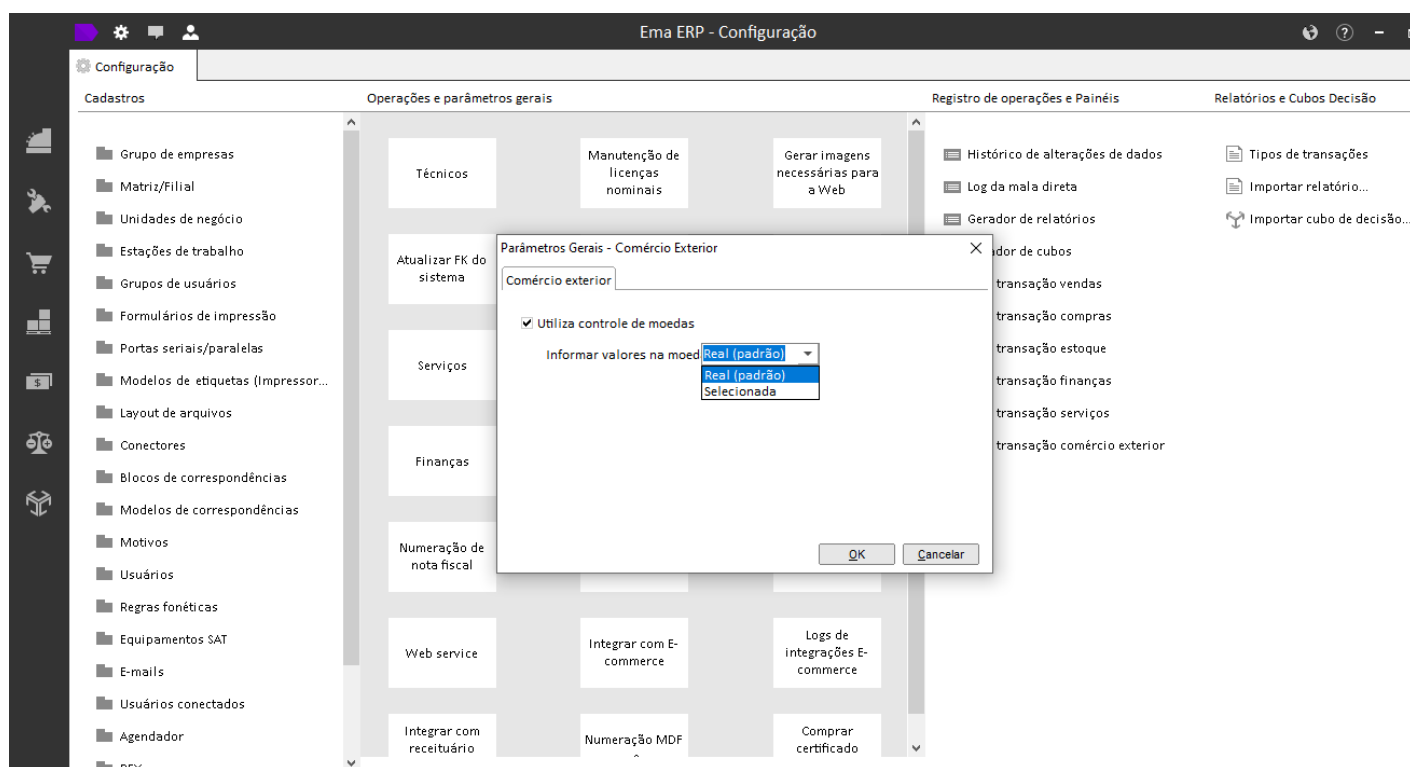 Ema ERP - Configuração
Configuração
Cadastros
Operações e parâmetros gerais
Registro de operações e Painéis
Relatórios e Cubos Decisão
Grupo de empresas
Matriz/Filial
Unidades de negócio
Estações de trabalho
Grupos de usuários
Formulários de impressão
Portas seriais/paralelas
Modelos de etiquetas (Impressor...
Layout de arquivos
Conectores
Blocos de correspondências
Modelos de correspondências
Motivos
Usuários
Regras fonéticas
Equipamentos SAT
E-mails
Usuários conectados
Agendador
Técnicos
Manutenção de
licenças
nominais
Gerar imagens
necessárias para
a Web
Atualizar FK do
sistema
Serviços
Finanças
Numeração de
nota fiscal
Web service
Integrar com E-
commerce
Logs de
integrações E-
commerce
Integrar com
receituário
Numeração MDF
Comprar
certificado
Parâmetros Gerais - Comércio Exterior
Comércio exterior
Utiliza controle de moedas
Informar valores na moed
Real (padrão)
Real (padrão)
Selecionada
OK
Cancelar
Histórico de alterações de dados
Log da mala direta
Gerador de relatórios
ador de cubos
transação vendas
transação compras
transação estoque
transação finanças
transação serviços
transação comércio exterior
Tipos de transações
Importar relatório...
Importar cubo de decisão...